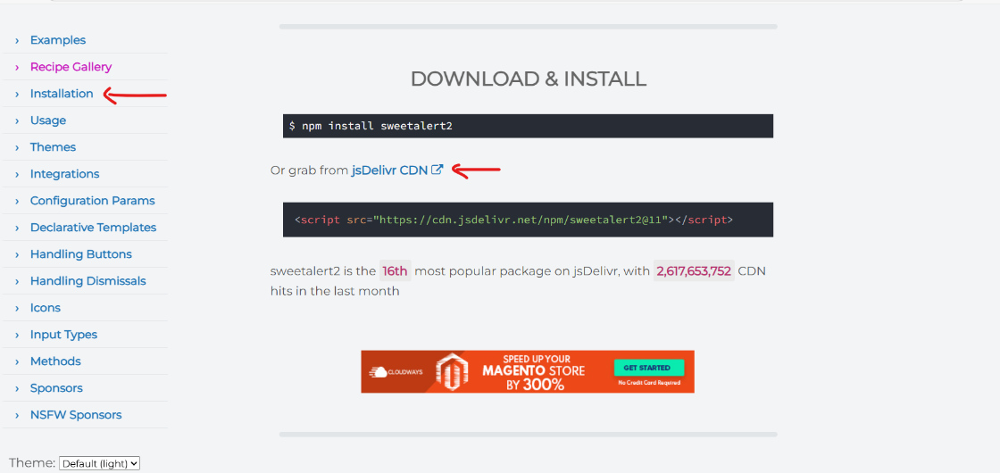 Examples
Recipe Gallery
Installation
Usage
Themes
Integrations
Configuration Params
Declarative Templates
Handling Buttons
Handling Dismissals
Icons
Input Types
Methods
Sponsors
NSFW Sponsors
Theme: Default (light)
DOWNLOAD & INSTALL
$ npm install sweetalert2
Or grab from jsDelivr CDN
<script src="https://cdn.jsdelivr.net/npm/sweetalert2@11"></script>
sweetalert2 is the 16th most popular package on jsDelivr, with 2,617,653,752 CDN
hits in the last month
CLOUDWAYS
SPEED UP YOUR
MAGENTO STORE
BY 300%
GET STARTED
No Credit Card Required